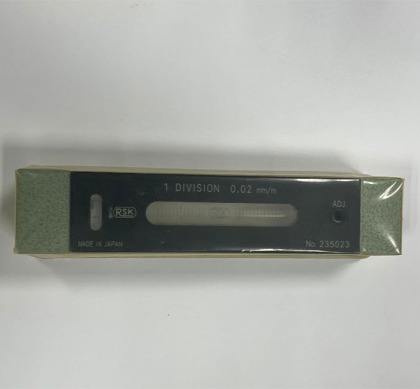 1 DIVISION 0.02 mm/m
RSK
ADJ.
MADE IN JAPAN
No. 235023